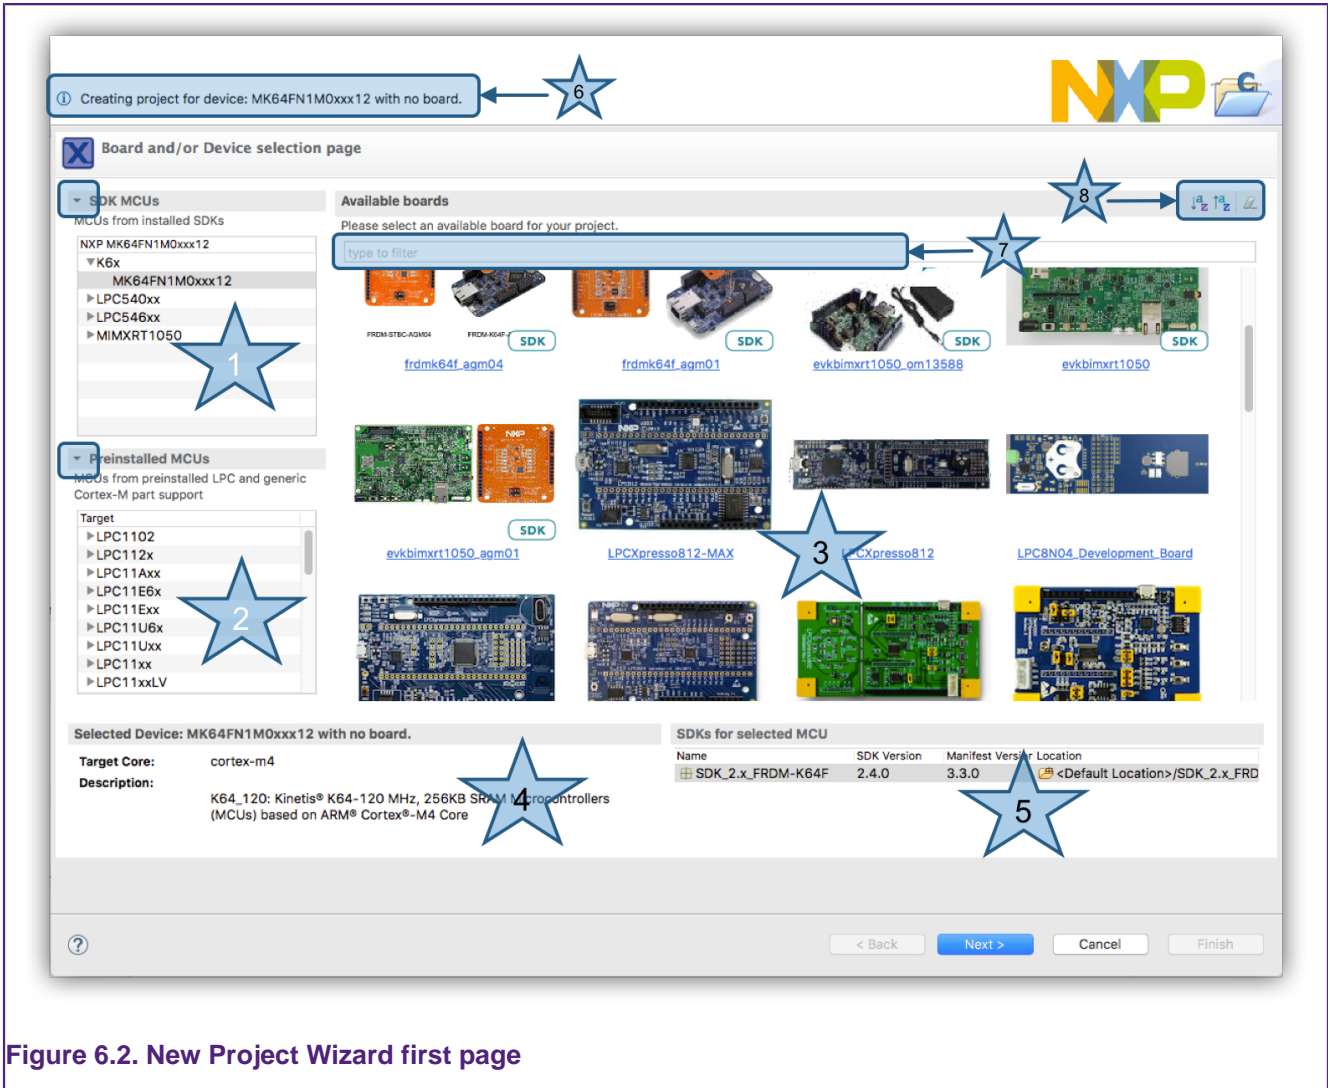 NXP
C
Creating project for device: MK64FN1M0xxx12 with no board.
6
Board and/or Device selection page
SDK MCUs
MCUs from installed SDKs
NXP MK64FN1M0xxx12
K6x
MK64FN1M0xxx12
LPC540xx
LPC546xx
MIMXRT1050
1
Preinstalled MCUs
MCUs from preinstalled LPC and generic
Cortex-M part support
Target
LPC1102
LPC112x
LPC11Axx
LPC11E6x
LPC11Exx
LPC11U6x
LPC11Uxx
LPC11xx
LPC11xxLV
2
Available boards
8
Please select an available board for your project.
type to filter
7
FRDM-STBC-AGM04
SDK
SDK
SDK
SDK
frdmk64f_agm04
frdmk64f_agm01
evkbimxrt1050_om13588
evkbimxrt1050
SDK
evkbimxrt1050_agm01
LPCXpresso812-MAX
3
LPCXpresso812
LPC8N04_Development_Board
Selected Device: MK64FN1M0xxx12 with no board.
Target Core: cortex-m4
Description:
K64_120: Kinetis® K64-120 MHz, 256KB SRAM Microcontrollers
(MCUs) based on ARM® Cortex®-M4 Core
4
SDKs for selected MCU
Name SDK Version Manifest Version Location
SDK_2.x_FRDM-K64F 2.4.0 3.3.0 <Default Location>/SDK_2.x_FRD
5
?
< Back Next > Cancel Finish
Figure 6.2. New Project Wizard first page